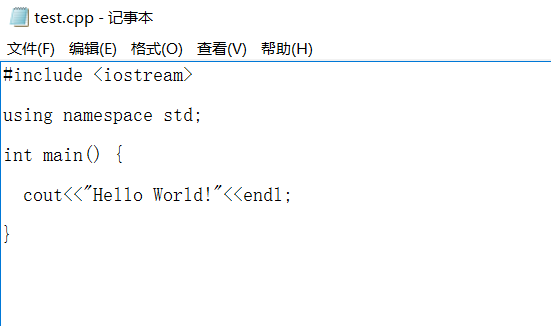 test.cpp - 记事本
文件(F) 编辑(E) 格式(O) 查看(V) 帮助(H)
#include <iostream>
using namespace std;
int main() {
  cout<<"Hello World!"<<endl;
}